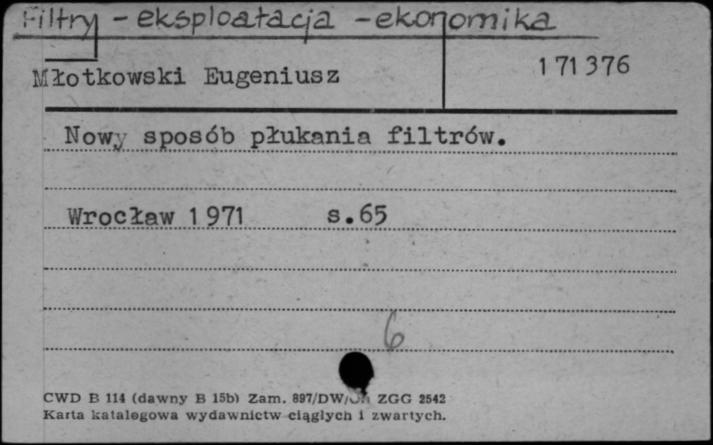 Filtry - eksploatacja - ekonomika
Młotkowski Eugeniusz 171376
Nowy sposób płukania filtrów.
Wrocław 1971 s.65
6
CWD B 114 (dawny B 15b) Zam. 897/DW/ ZGG 2542
Karta katalogowa wydawnictw ciągłych i zwartych.